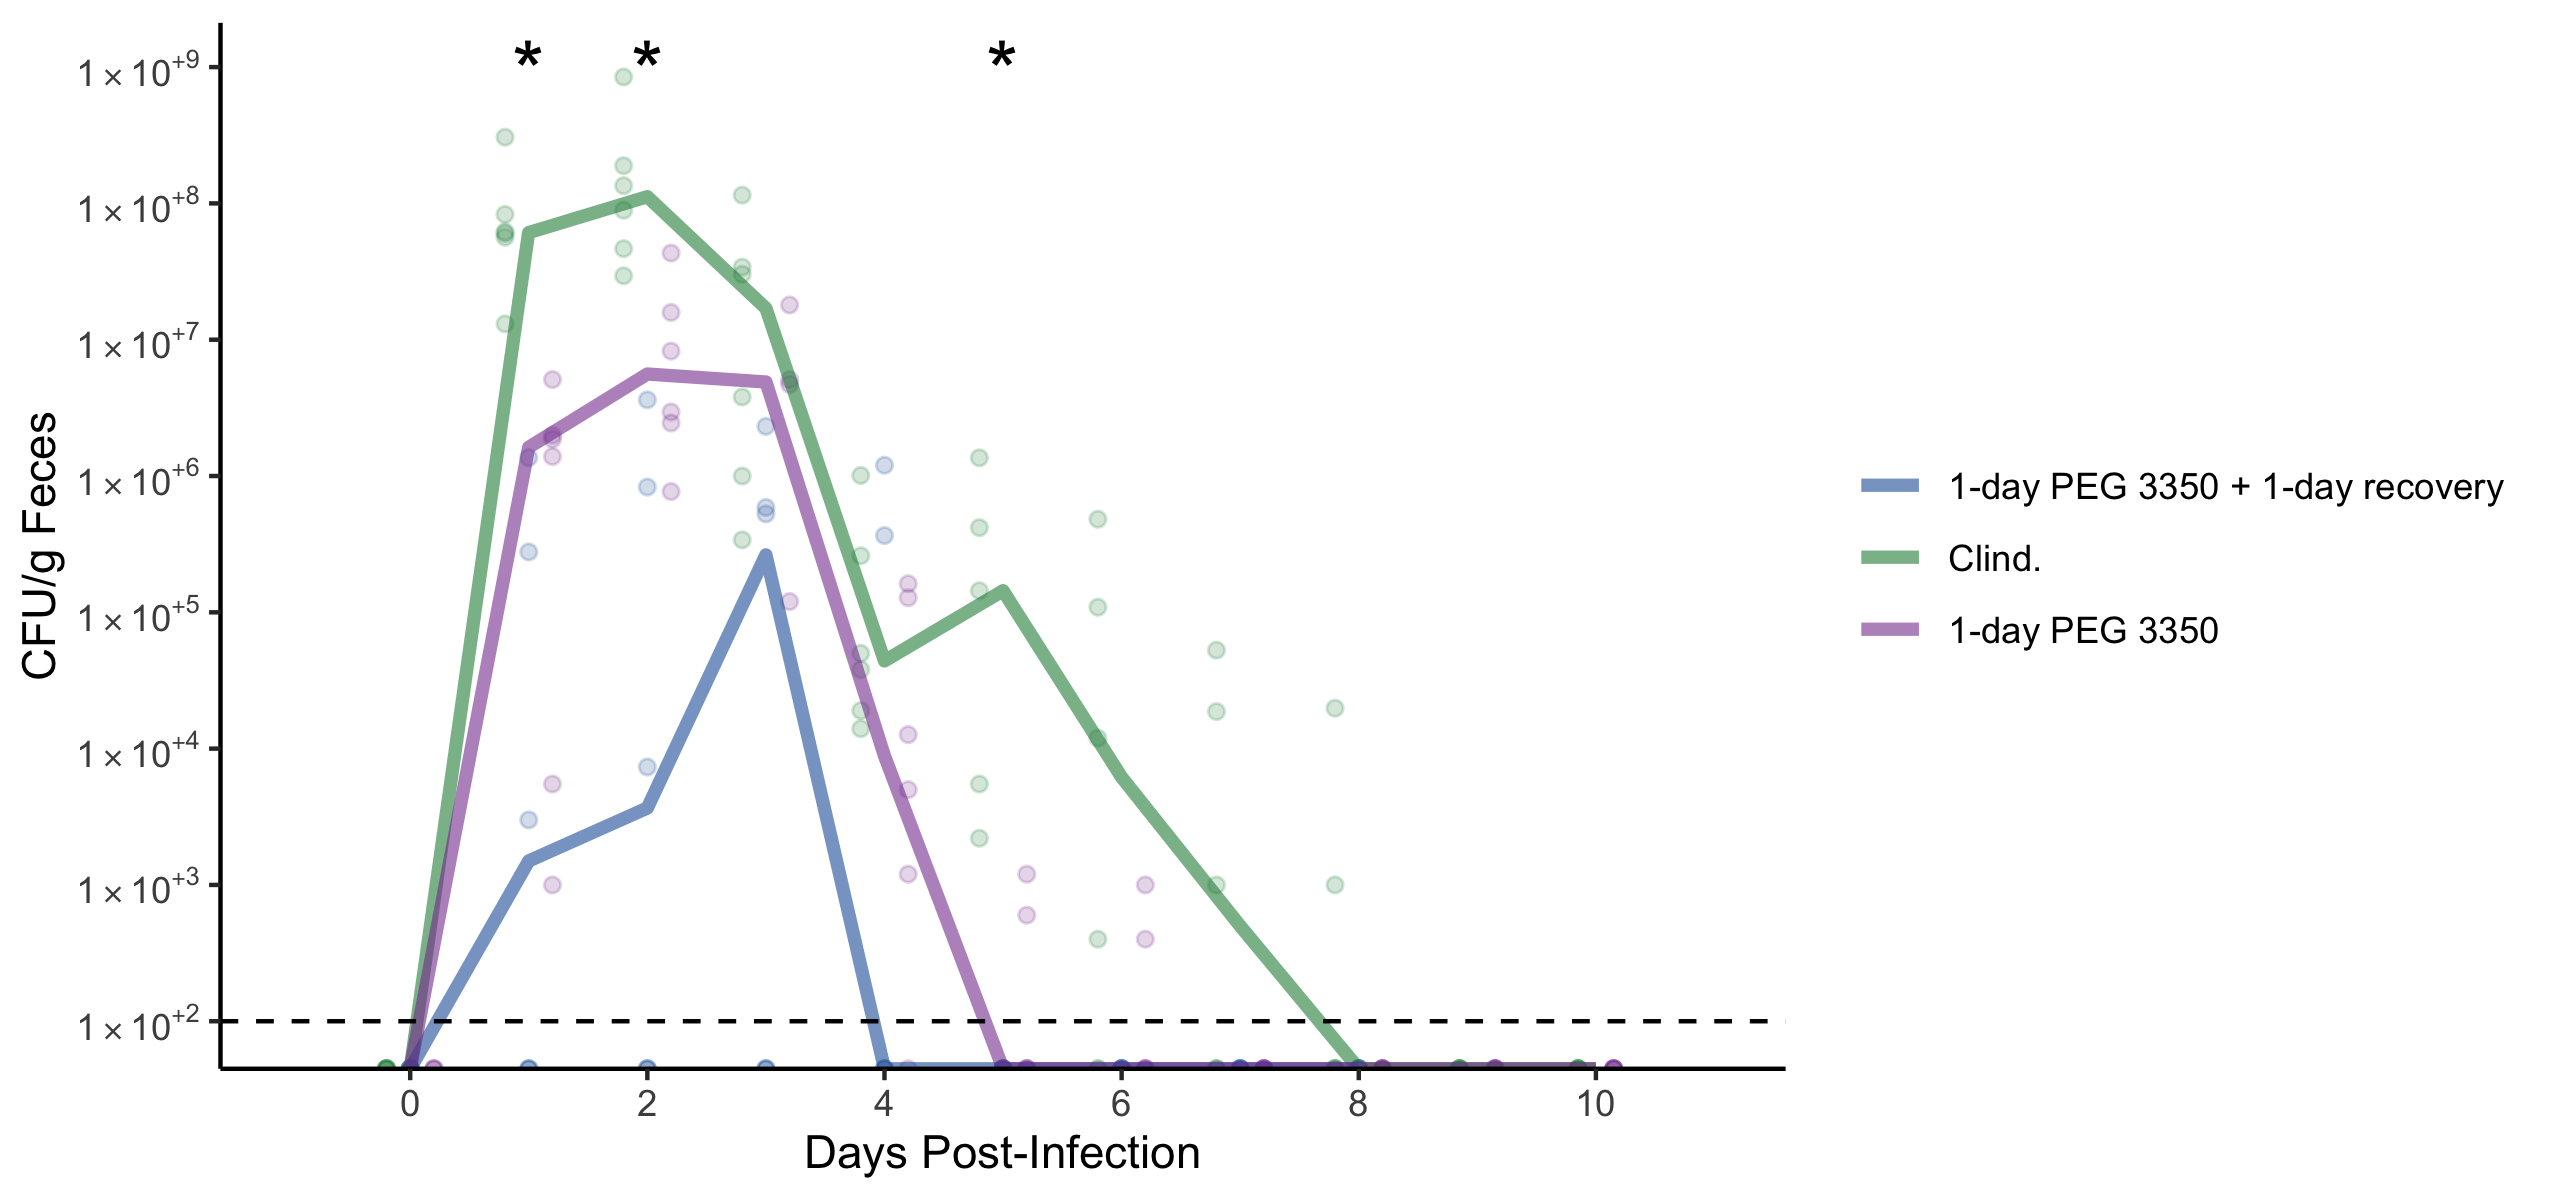 * * *
1×10⁺⁹
1×10⁺⁸
1×10⁺⁷
1×10⁺⁶
1×10⁺⁵
1×10⁺⁴
1×10⁺³
1×10⁺²
CFU/g Feces
0 2 4 6 8 10
Days Post-Infection
1-day PEG 3350 + 1-day recovery
Clind.
1-day PEG 3350